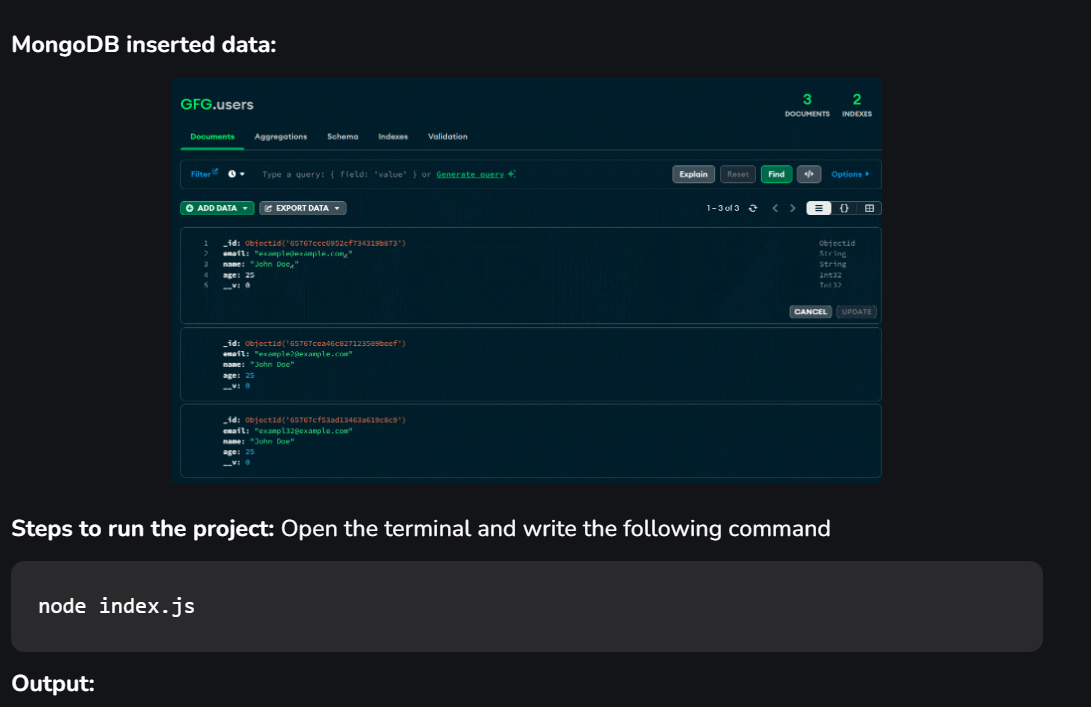 MongoDB inserted data:
GFG.users
3 2
DOCUMENTS INDEXES
Documents Aggregations Schema Indexes Validation
Filter Type a query: { field: 'value' } or Generate query Explain Reset Find </> Options
ADD DATA EXPORT DATA 1 – 3 of 3 {}
1 _id: ObjectId('65767ccc6952cf734319b873') ObjectId
2 email: "example@example.com" String
3 name: "John Doe" String
4 age: 25 Int32
5 __v: 0 Int32
CANCEL UPDATE
_id: ObjectId('65767cea46c027123509beef')
email: "example2@example.com"
name: "John Doe"
age: 25
__v: 0
_id: ObjectId('65767cf53ad13463a619c8c9')
email: "exampl32@example.com"
name: "John Doe"
age: 25
__v: 0
Steps to run the project: Open the terminal and write the following command
node index.js
Output: